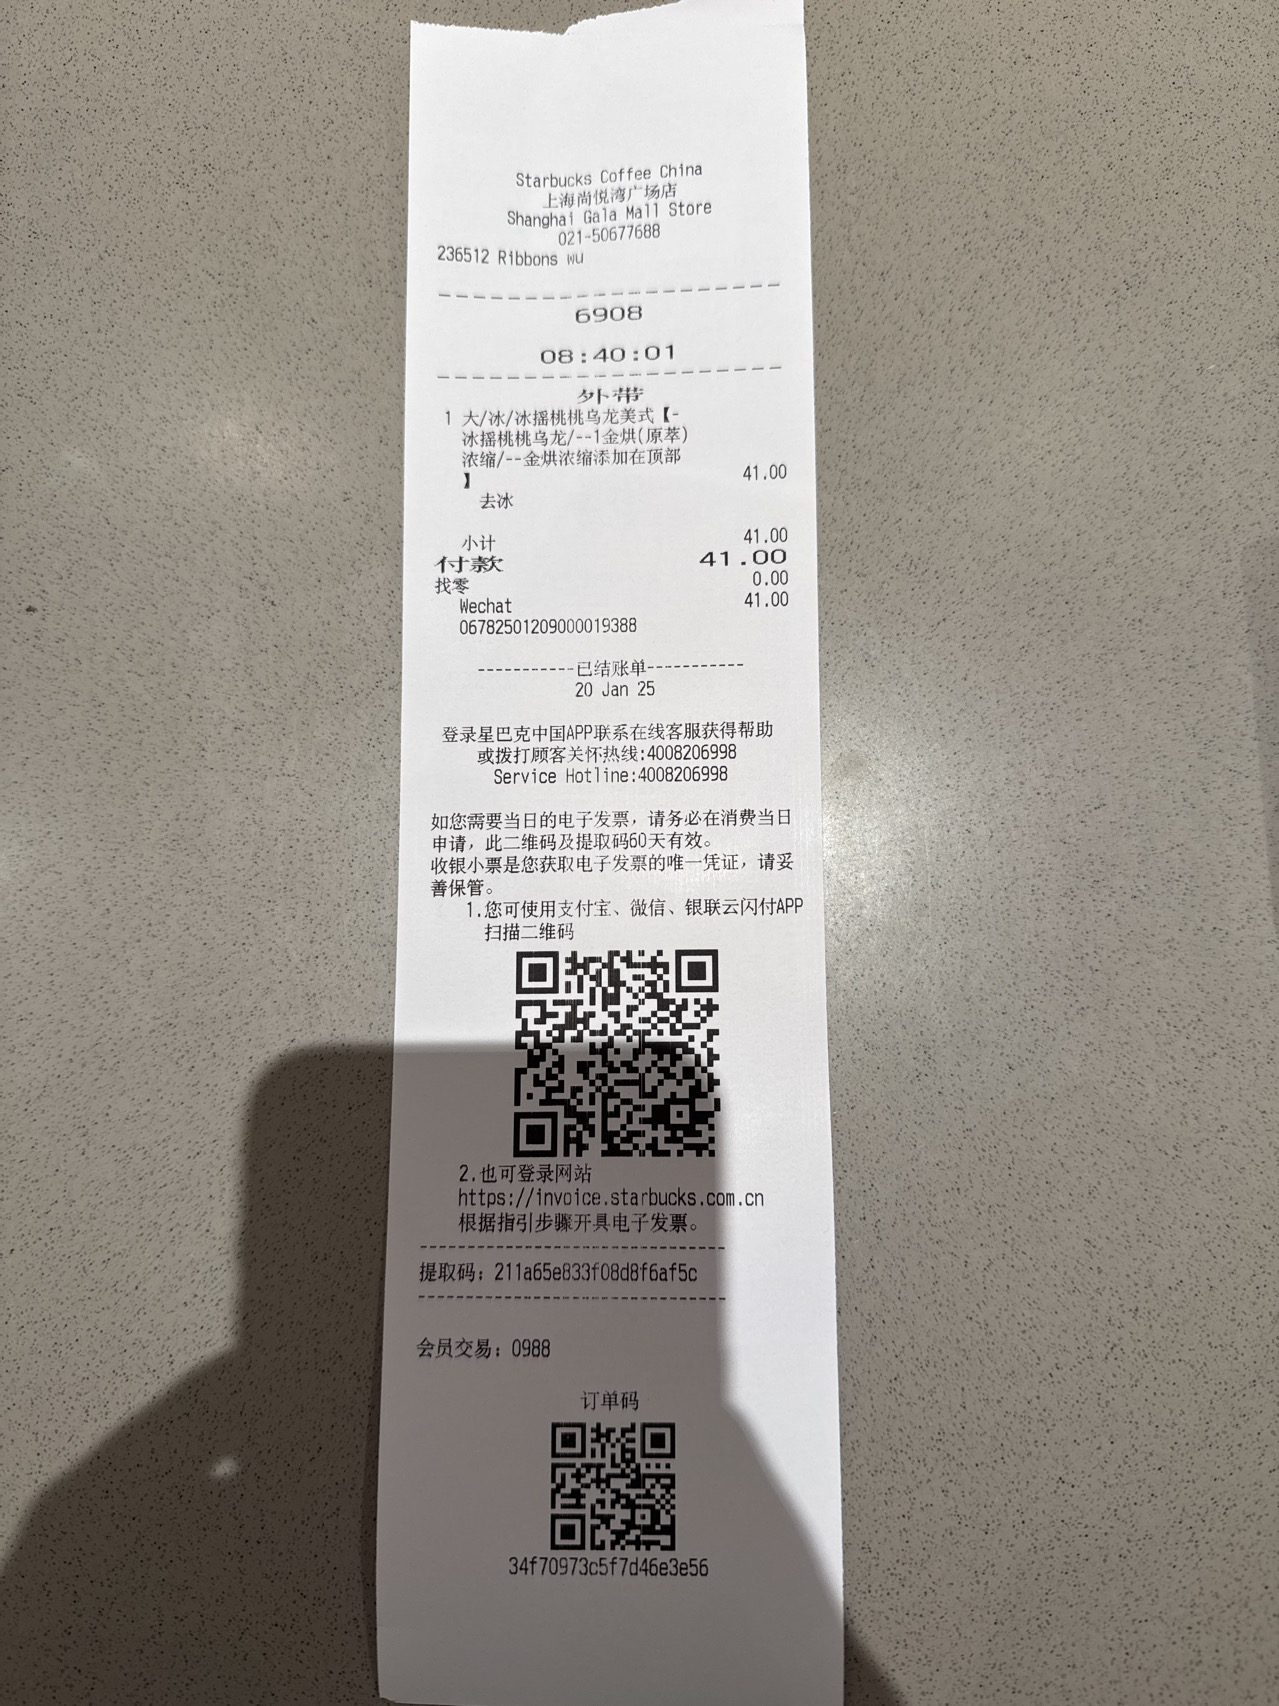 Starbucks Coffee China
上海尚悦湾广场店
Shanghai Gala Mall Store
021-50677688
236512 Ribbons wu
6908
08:40:01
外带
1 大/冰/冰摇桃桃乌龙美式【-
冰摇桃桃乌龙/--1金烘(原萃)
浓缩/--金烘浓缩添加在顶部
】 41.00
去冰
小计 41.00
付款 41.00
找零 0.00
Wechat 41.00
06782501209000019388
-----------已结账单-----------
20 Jan 25
登录星巴克中国APP联系在线客服获得帮助
或拨打顾客关怀热线:4008206998
Service Hotline:4008206998
如您需要当日的电子发票，请务必在消费当日
申请，此二维码及提取码60天有效。
收银小票是您获取电子发票的唯一凭证，请妥
善保管。
1.您可使用支付宝、微信、银联云闪付APP
扫描二维码
2.也可登录网站
https://invoice.starbucks.com.cn
根据指引步骤开具电子发票。
提取码：211a65e833f08d8f6af5c
会员交易：0988
订单码
34f70973c5f7d46e3e56